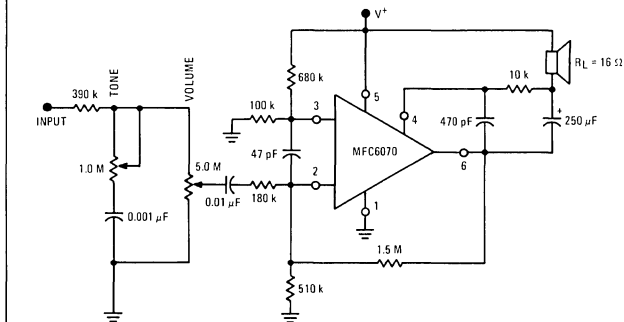 V+
RL = 16 Ω
680 k
TONE
VOLUME
390 k
INPUT
100 k
3
5
4
10 k
+
470 pF
250 µF
1.0 M
5.0 M
47 pF
MFC6070
6
2
0.01 µF
180 k
1
0.001 µF
1.5 M
510 k